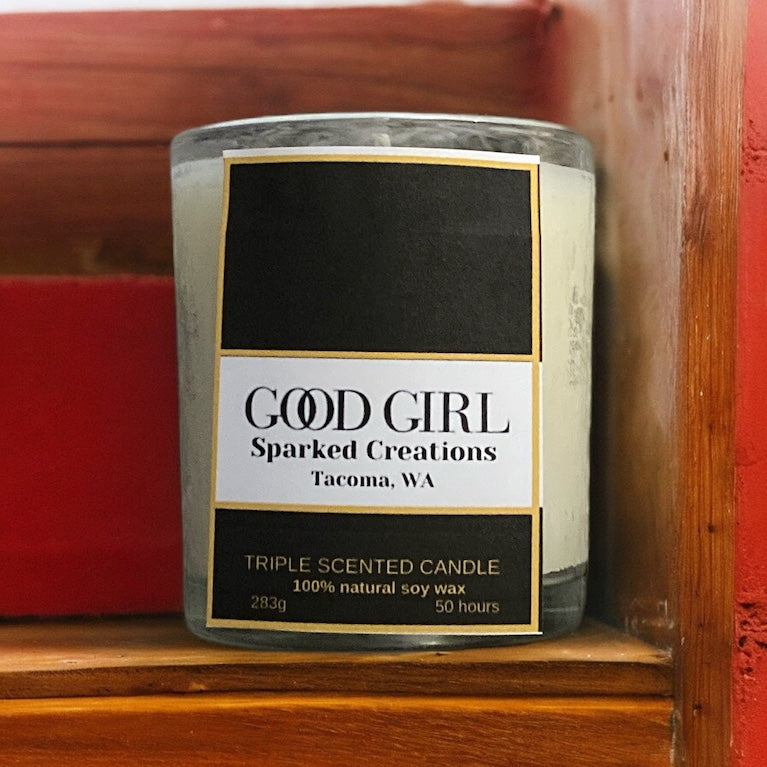 GOOD GIRL
Sparked Creations
Tacoma, WA
TRIPLE SCENTED CANDLE
100% natural soy wax
283g 50 hours